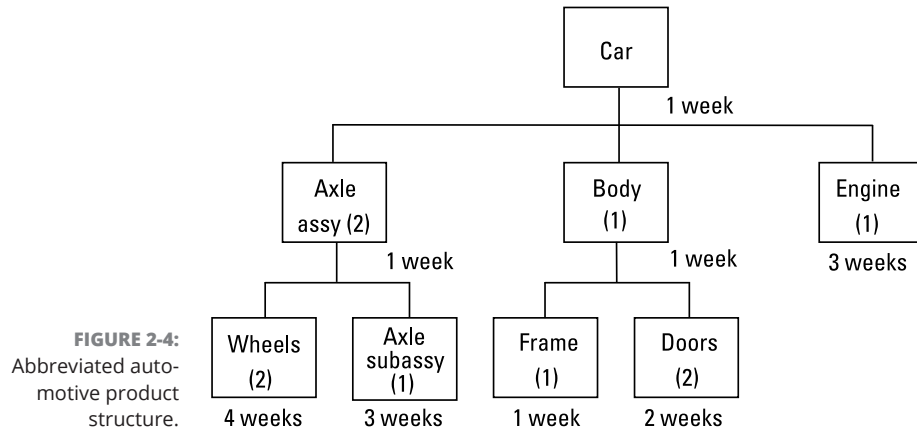 Car
1 week
Axle
assy (2)
Body
(1)
Engine
(1)
1 week
1 week
3 weeks
Wheels
(2)
Axle
subassy
(1)
Frame
(1)
Doors
(2)
4 weeks
3 weeks
1 week
2 weeks
FIGURE 2-4:
Abbreviated auto-
motive product
structure.